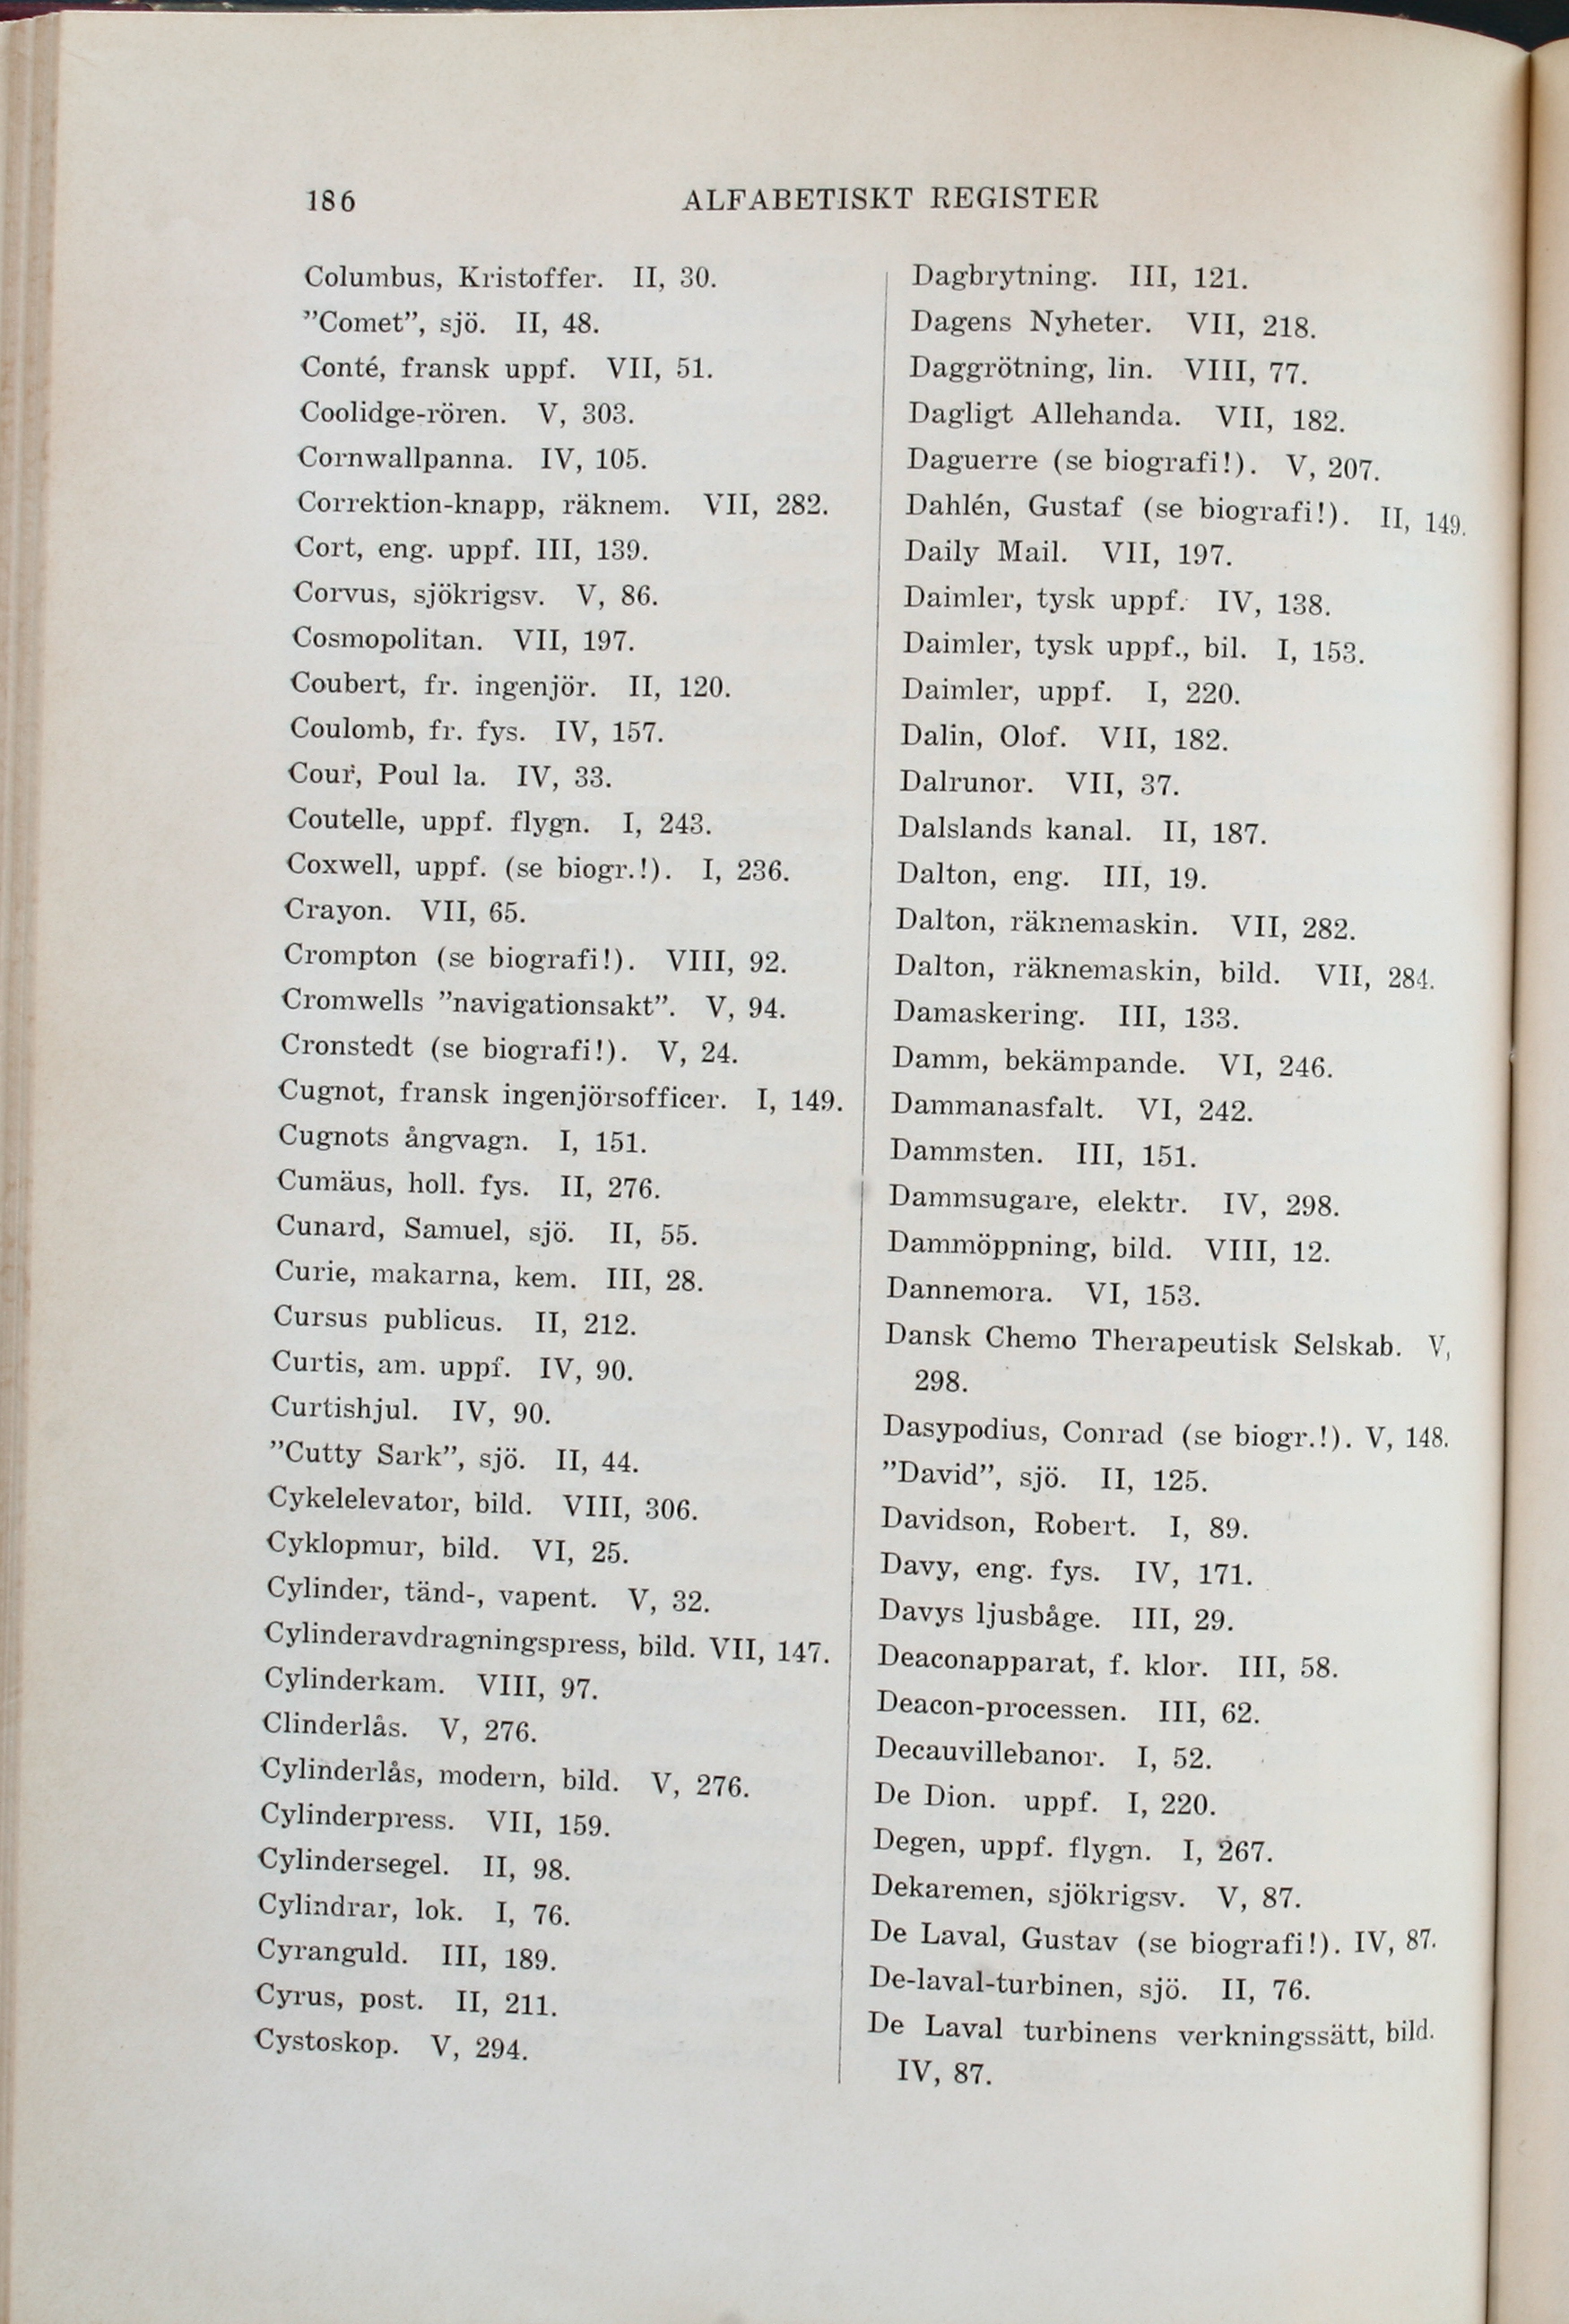 186
ALFABETISKT REGISTER
Columbus, Kristoffer. II, 30.
”Comet”, sjö. II, 48.
Conté, fransk uppf. VII, 51.
Coolidge-rören. V, 303.
Cornwallpanna. IV, 105.
Correktion-knapp, räknem. VII, 282.
Cort, eng. uppf. III, 139.
Corvus, sjökrigsv. V, 86.
Cosmopolitan. VII, 197.
Coubert, fr. ingenjör. II, 120.
Coulomb, fr. fys. IV, 157.
Cour, Poul la. IV, 33.
Coutelle, uppf. flygn. I, 243.
Coxwell, uppf. (se biogr.!). I, 236.
Crayon. VII, 65.
Crompton (se biografi!). VIII, 92.
Cromwells ”navigationsakt”. V, 94.
Cronstedt (se biografi!). V, 24.
Cugnot, fransk ingenjörsofficer. I, 149.
Cugnots ångvagn. I, 151.
Cumäus, holl. fys. II, 276.
Cunard, Samuel, sjö. II, 55.
Curie, makarna, kem. III, 28.
Cursus publicus. II, 212.
Curtis, am. uppf. IV, 90.
Curtishjul. IV, 90.
”Cutty Sark”, sjö. II, 44.
Cykelelevator, bild. VIII, 306.
Cyklopmur, bild. VI, 25.
Cylinder, tänd-, vapent. V, 32.
Cylinderavdragningspress, bild. VII, 147.
Cylinderkam. VIII, 97.
Clinderlås. V, 276.
Cylinderlås, modern, bild. V, 276.
Cylinderpress. VII, 159.
Cylindersegel. II, 98.
Cylindrar, lok. I, 76.
Cyranguld. III, 189.
Cyrus, post. II, 211.
Cystoskop. V, 294.
Dagbrytning. III, 121.
Dagens Nyheter. VII, 218.
Daggrötning, lin. VIII, 77.
Dagligt Allehanda. VII, 182.
Daguerre (se biografi!). V, 207.
Dahlén, Gustaf (se biografi!). II, 149.
Daily Mail. VII, 197.
Daimler, tysk uppf. IV, 138.
Daimler, tysk uppf., bil. I, 153.
Daimler, uppf. I, 220.
Dalin, Olof. VII, 182.
Dalrunor. VII, 37.
Dalslands kanal. II, 187.
Dalton, eng. III, 19.
Dalton, räknemaskin. VII, 282.
Dalton, räknemaskin, bild. VII, 284.
Damaskering. III, 133.
Damm, bekämpande. VI, 246.
Dammanasfalt. VI, 242.
Dammsten. III, 151.
Dammsugare, elektr. IV, 298.
Dammöppning, bild. VIII, 12.
Dannemora. VI, 153.
Dansk Chemo Therapeutisk Selskab. V,
298.
Dasypodius, Conrad (se biogr.!). V, 148.
”David”, sjö. II, 125.
Davidson, Robert. I, 89.
Davy, eng. fys. IV, 171.
Davys ljusbåge. III, 29.
Deaconapparat, f. klor. III, 58.
Deacon-processen. III, 62.
Decauvillebanor. I, 52.
De Dion. uppf. I, 220.
Degen, uppf. flygn. I, 267.
Dekaremen, sjökrigsv. V, 87.
De Laval, Gustav (se biografi!). IV, 87.
De-laval-turbinen, sjö. II, 76.
De Laval turbinens verkningssätt, bild.
IV, 87.